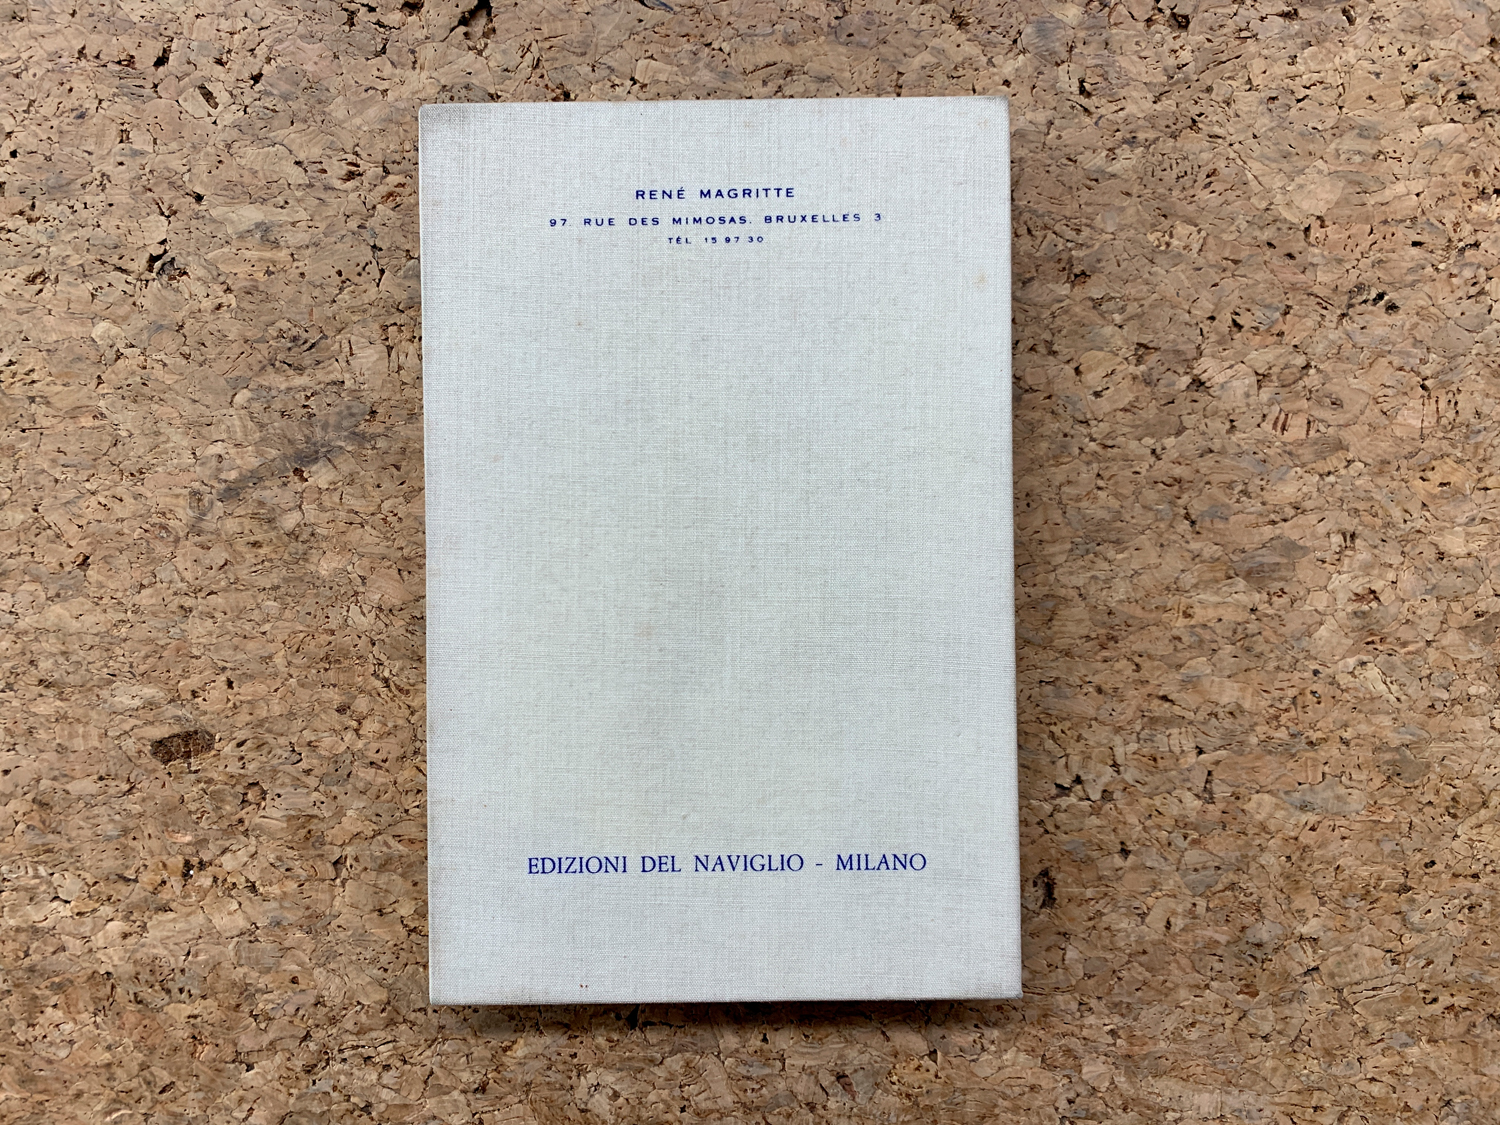 RENÉ MAGRITTE
97. RUE DES MIMOSAS. BRUXELLES 3
TÉL. 15 97 30
EDIZIONI DEL NAVIGLIO - MILANO